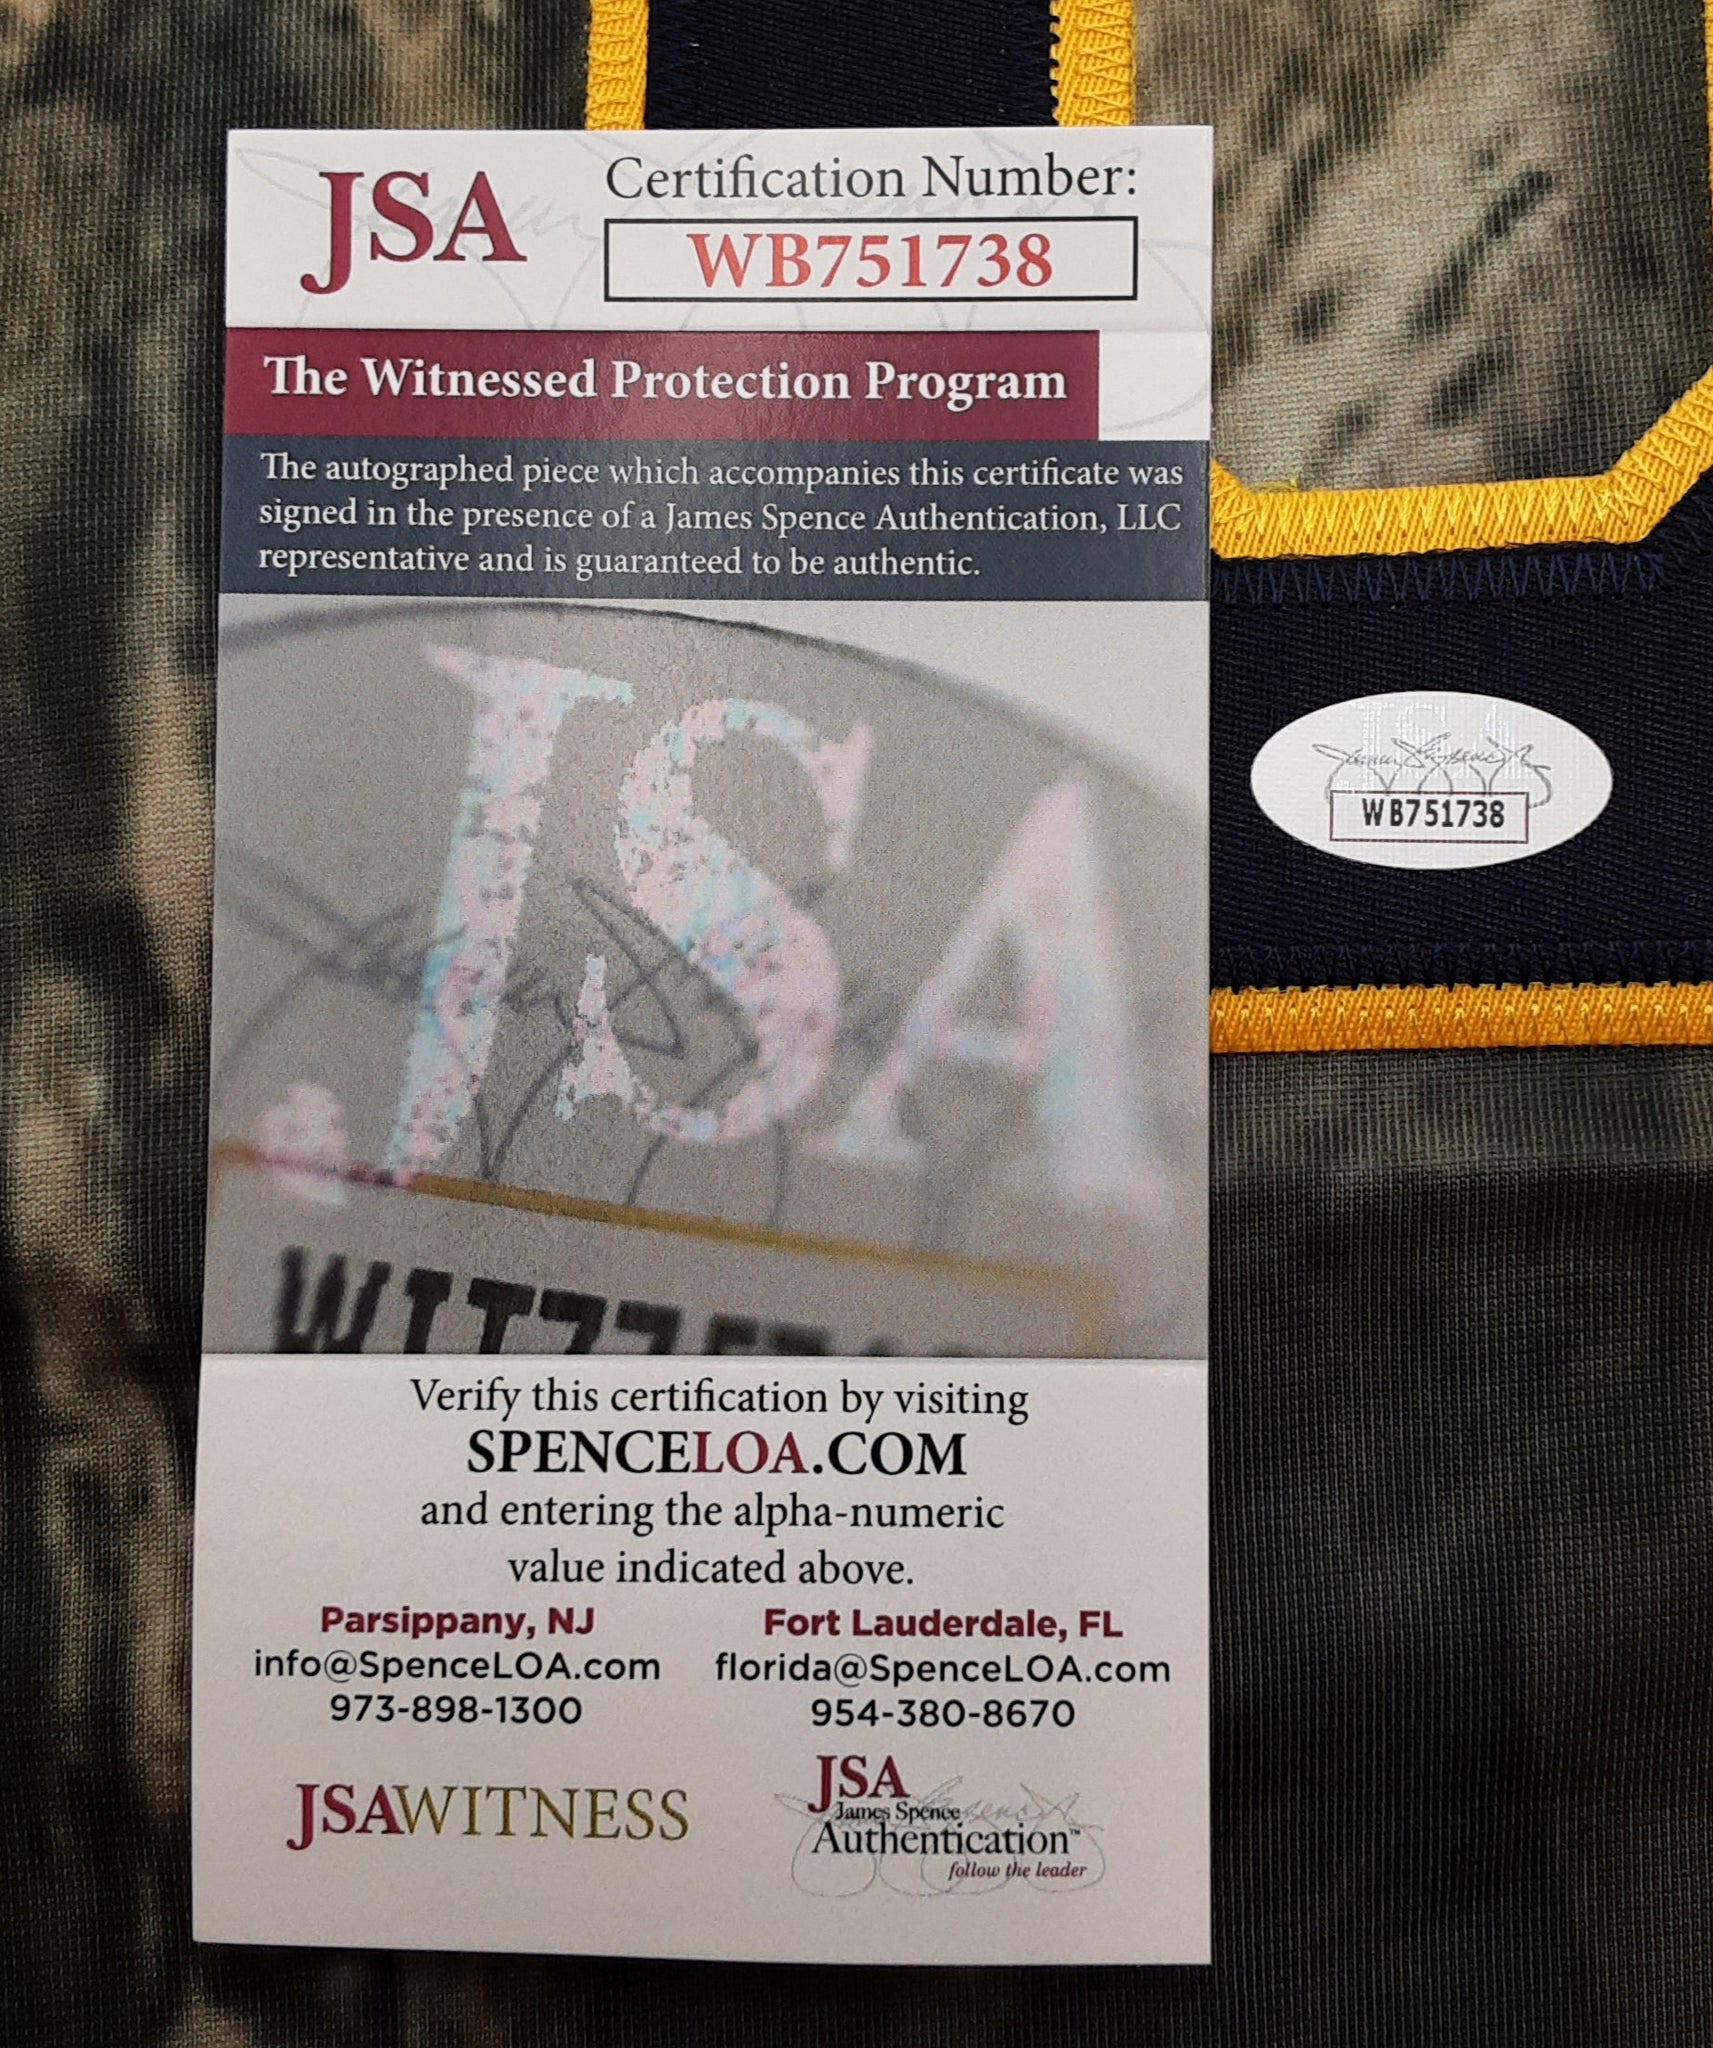 JSA
Certification Number:
WB751738
The Witnessed Protection Program
The autographed piece which accompanies this certificate was
signed in the presence of a James Spence Authentication, LLC
representative and is guaranteed to be authentic.
JSA
WB751738
JSA
Verify this certification by visiting
SPENCELOA.COM
and entering the alpha-numeric
value indicated above.
Parsippany, NJ
info@SpenceLOA.com
973-898-1300
Fort Lauderdale, FL
florida@SpenceLOA.com
954-380-8670
JSAWITNESS
JSA
James Spence
Authentication™
follow the leader